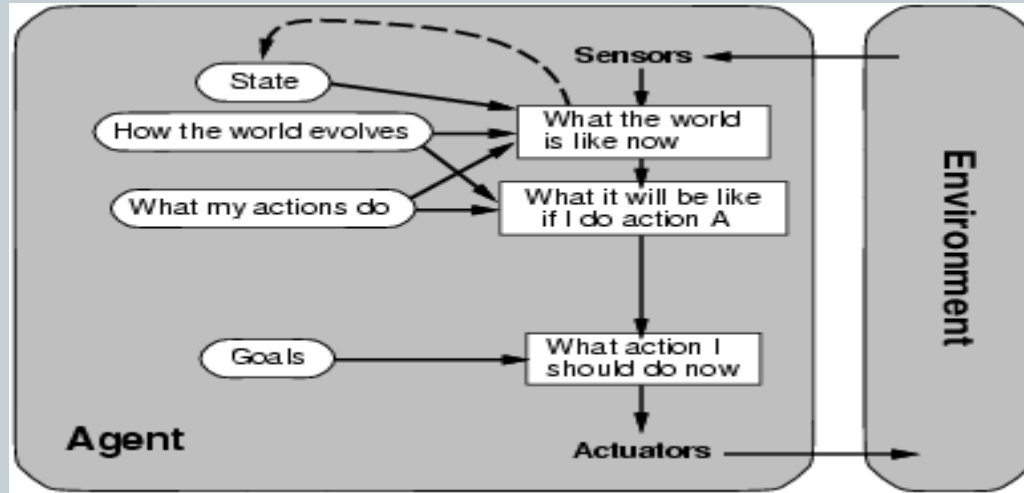 Sensors
State
What the world
is like now
How the world evolves
What it will be like
if I do action A
What my actions do
Environment
What action I
should do now
Goals
Agent
Actuators